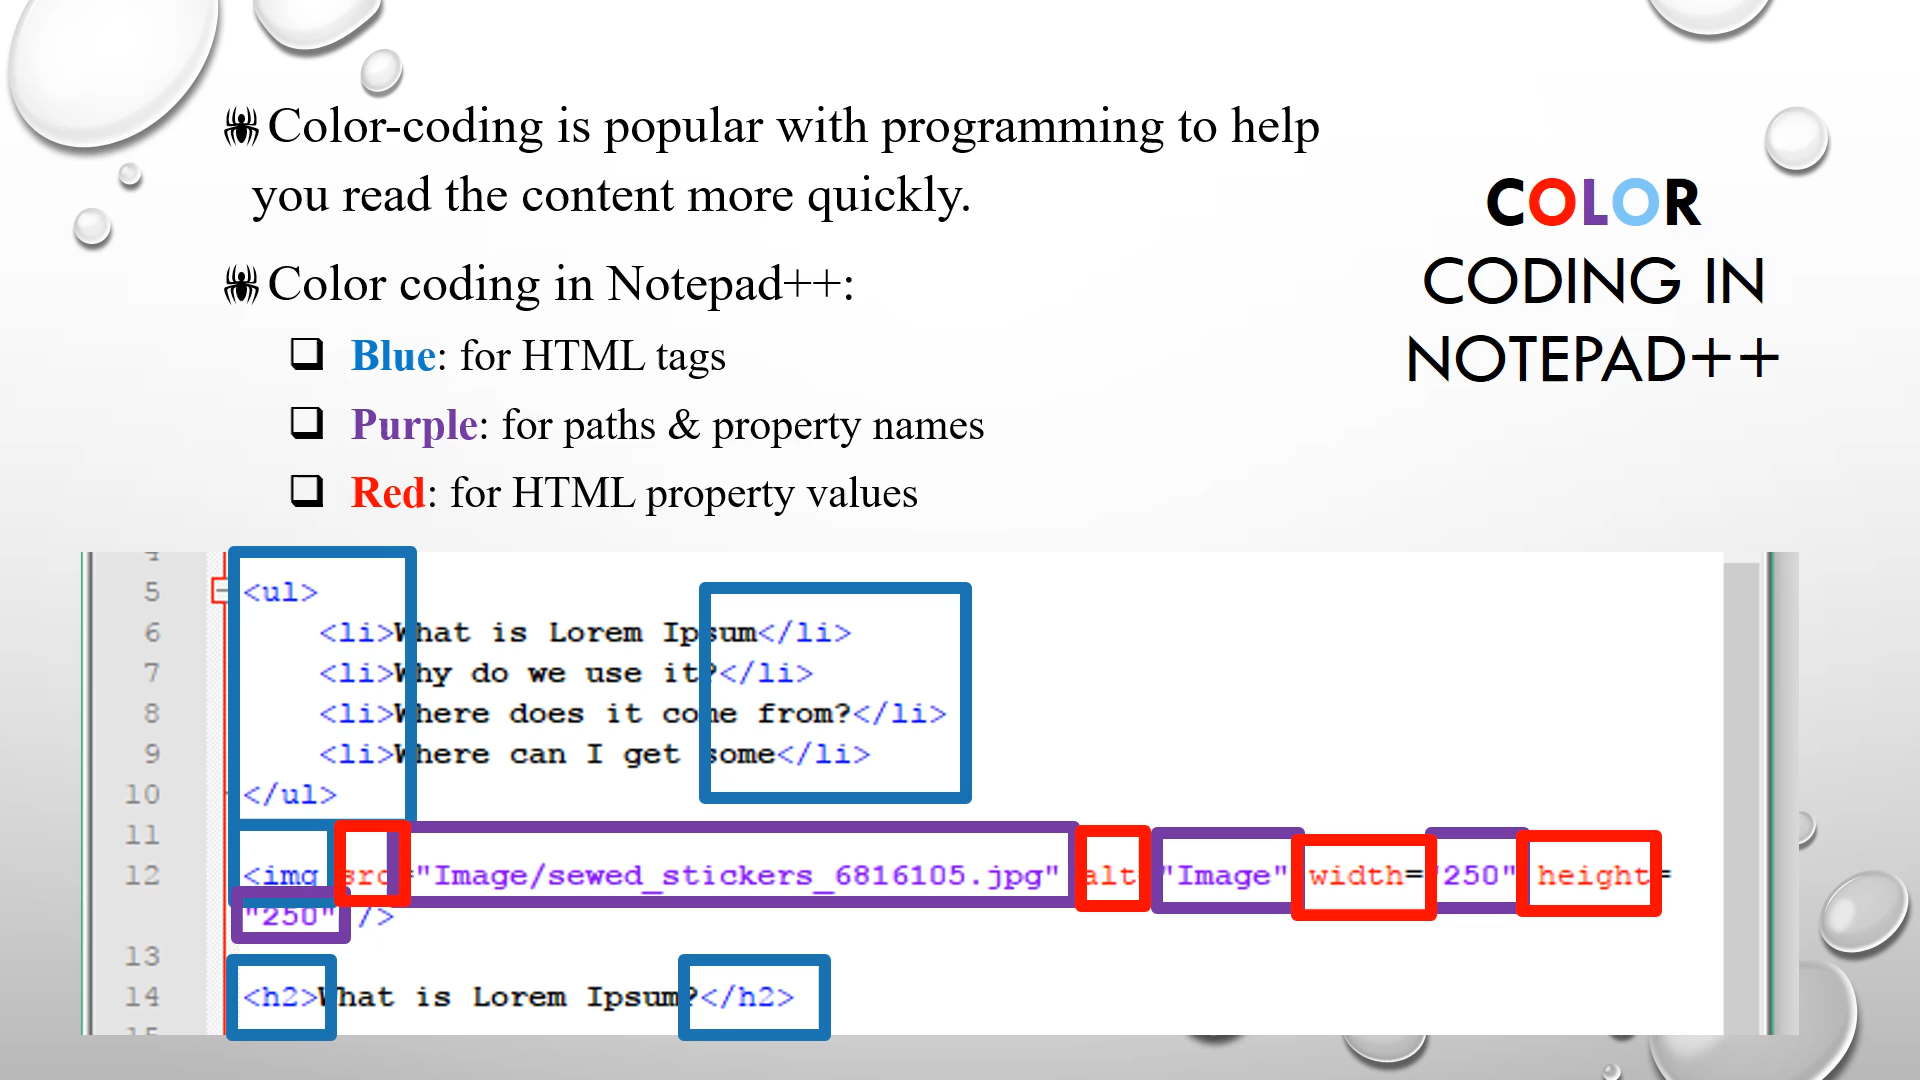 Color-coding is popular with programming to help
you read the content more quickly.
Color coding in Notepad++:
Blue: for HTML tags
Purple: for paths & property names
Red: for HTML property values
COLOR
CODING IN
NOTEPAD++
4
5 <ul>
6 <li>What is Lorem Ipsum</li>
7 <li>Why do we use it?</li>
8 <li>Where does it come from?</li>
9 <li>Where can I get some</li>
10 </ul>
11
12 <img src="Image/sewed_stickers_6816105.jpg" alt="Image" width="250" height=
"250" />
13
14 <h2>What is Lorem Ipsum?</h2>
15